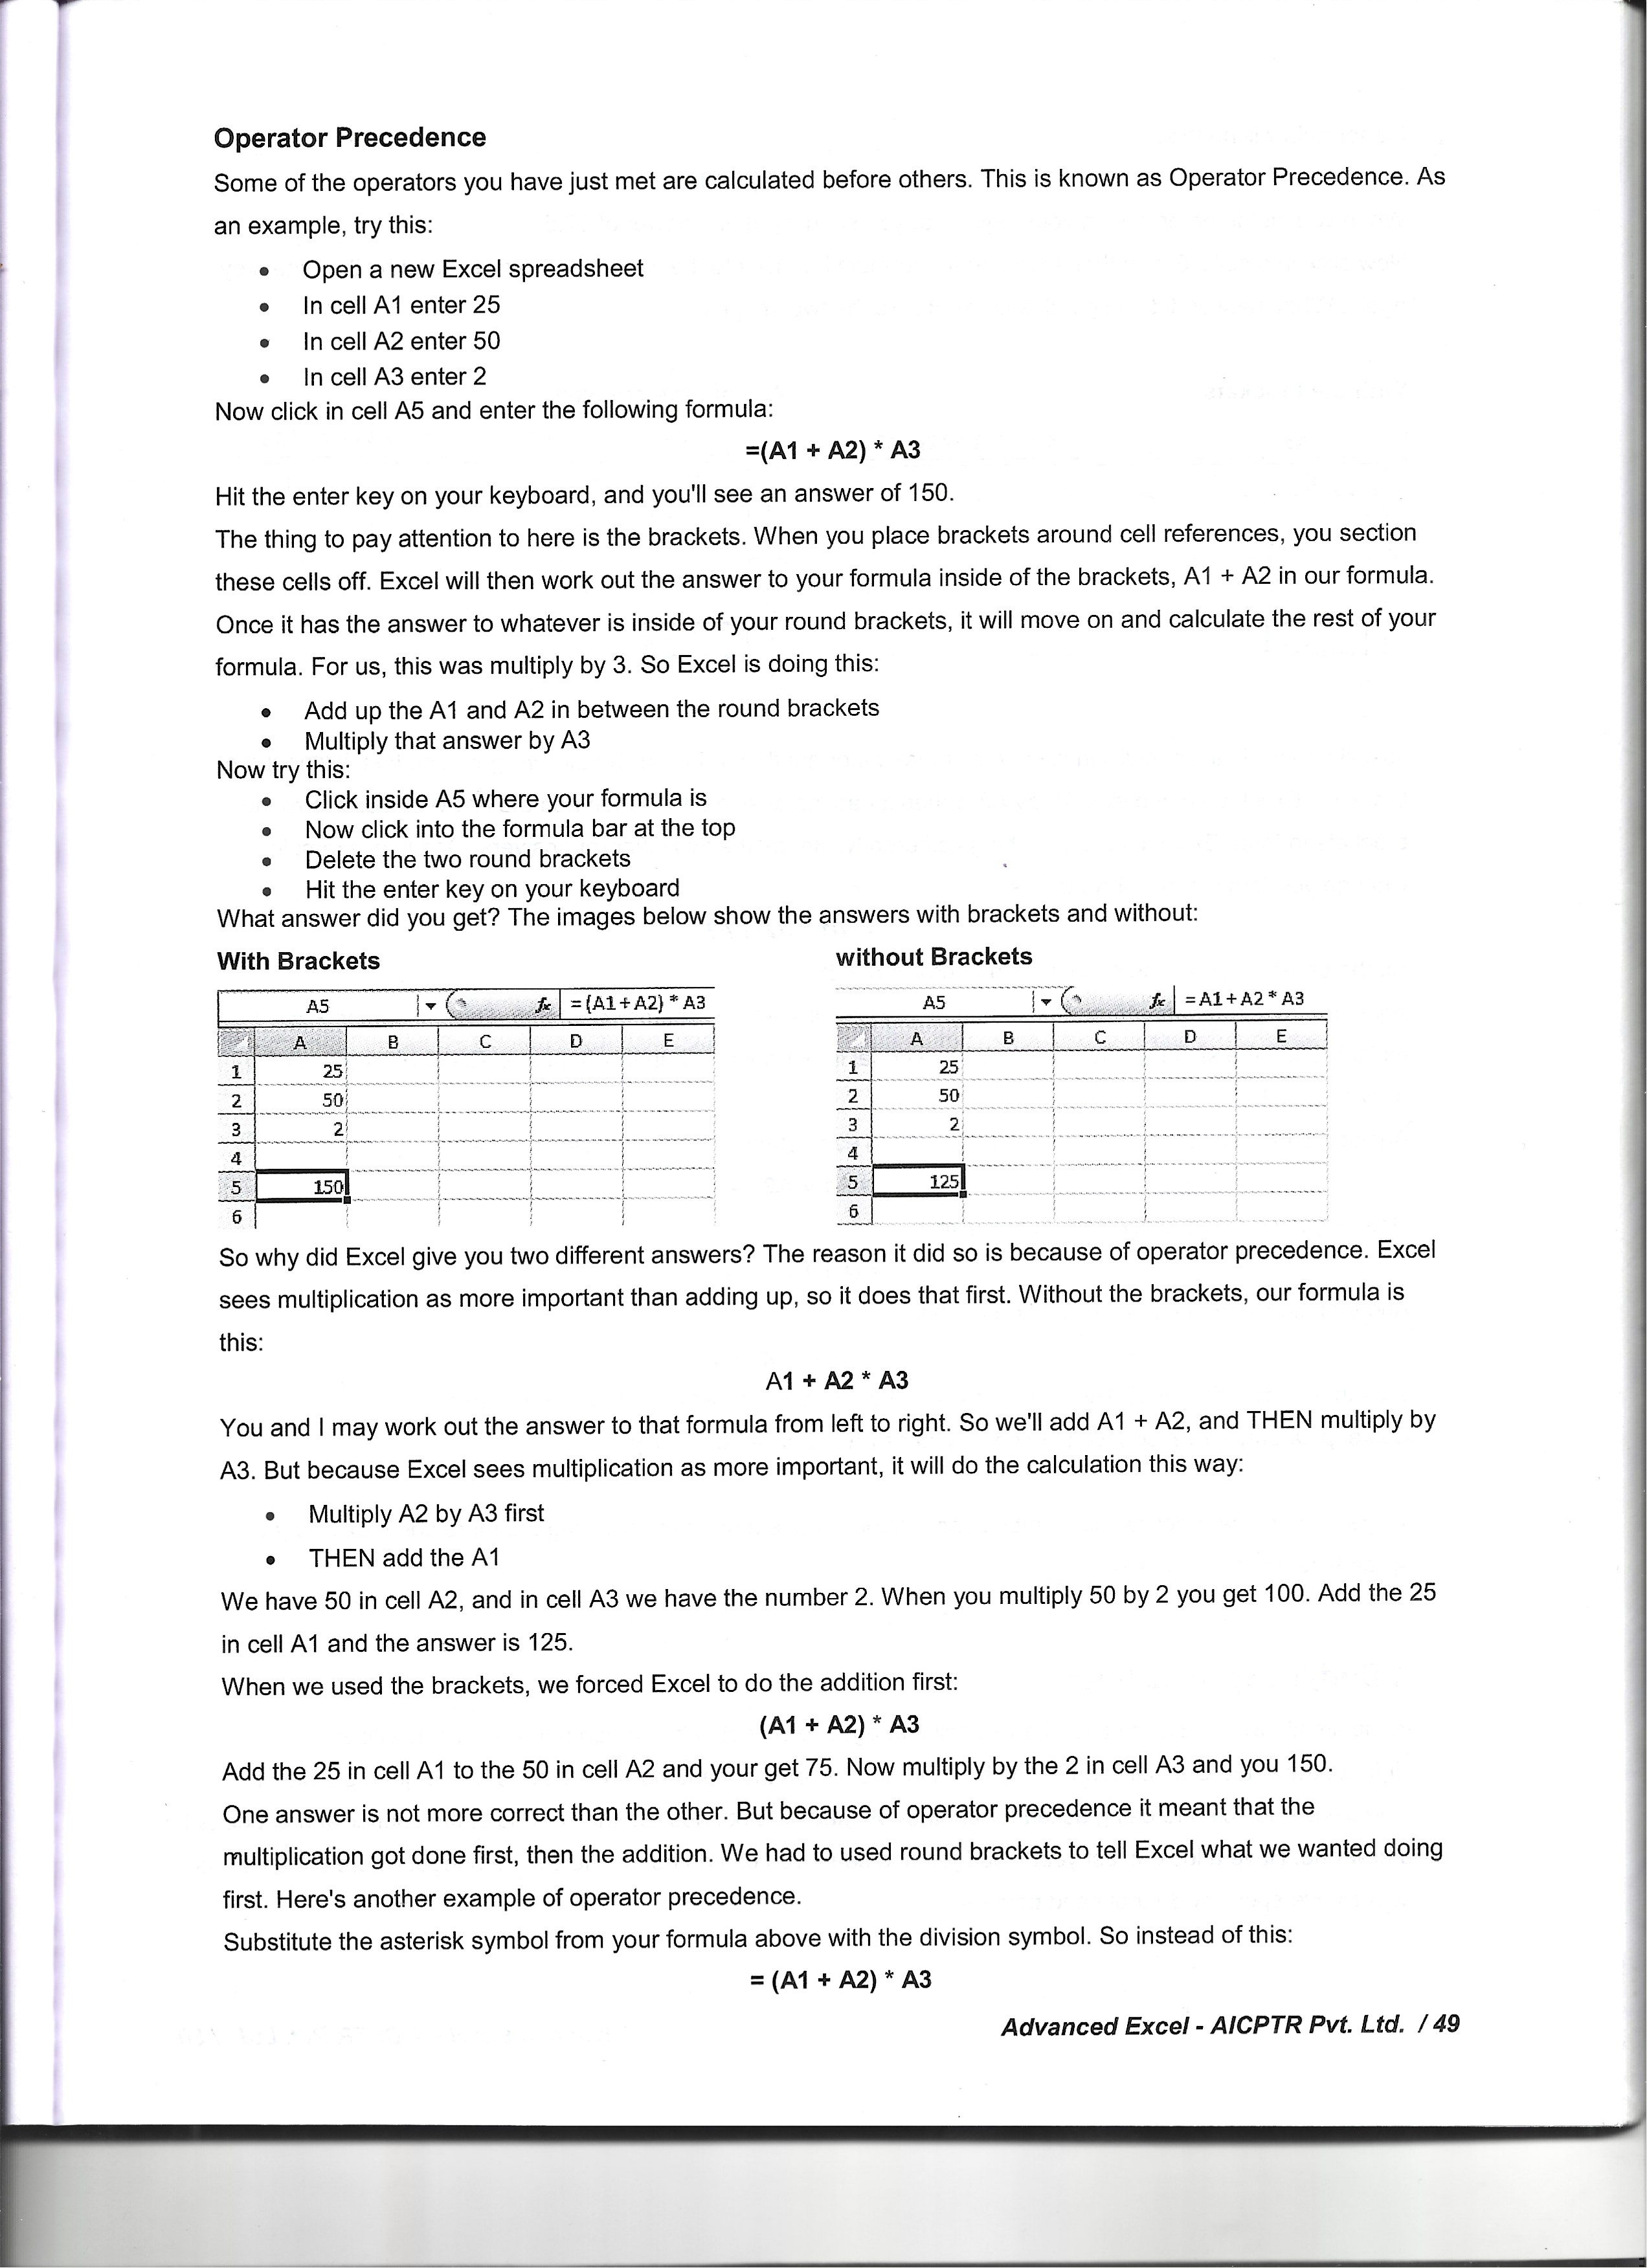 Operator Precedence
Some of the operators you have just met are calculated before others. This is known as Operator Precedence. As
an example, try this:
• Open a new Excel spreadsheet
• In cell A1 enter 25
• In cell A2 enter 50
• In cell A3 enter 2
Now click in cell A5 and enter the following formula:
=(A1 + A2) * A3
Hit the enter key on your keyboard, and you'll see an answer of 150.
The thing to pay attention to here is the brackets. When you place brackets around cell references, you section
these cells off. Excel will then work out the answer to your formula inside of the brackets, A1 + A2 in our formula.
Once it has the answer to whatever is inside of your round brackets, it will move on and calculate the rest of your
formula. For us, this was multiply by 3. So Excel is doing this:
• Add up the A1 and A2 in between the round brackets
• Multiply that answer by A3
Now try this:
• Click inside A5 where your formula is
• Now click into the formula bar at the top
• Delete the two round brackets
• Hit the enter key on your keyboard
What answer did you get? The images below show the answers with brackets and without:
With Brackets
A5 fx =(A1+A2) * A3
A B C D E
1 25
2 50
3 2
4
5 150
6
without Brackets
A5 fx =A1+A2 * A3
A B C D E
1 25
2 50
3 2
4
5 125
6
So why did Excel give you two different answers? The reason it did so is because of operator precedence. Excel
sees multiplication as more important than adding up, so it does that first. Without the brackets, our formula is
this:
A1 + A2 * A3
You and I may work out the answer to that formula from left to right. So we'll add A1 + A2, and THEN multiply by
A3. But because Excel sees multiplication as more important, it will do the calculation this way:
• Multiply A2 by A3 first
• THEN add the A1
We have 50 in cell A2, and in cell A3 we have the number 2. When you multiply 50 by 2 you get 100. Add the 25
in cell A1 and the answer is 125.
When we used the brackets, we forced Excel to do the addition first:
(A1 + A2) * A3
Add the 25 in cell A1 to the 50 in cell A2 and your get 75. Now multiply by the 2 in cell A3 and you 150.
One answer is not more correct than the other. But because of operator precedence it meant that the
multiplication got done first, then the addition. We had to used round brackets to tell Excel what we wanted doing
first. Here's another example of operator precedence.
Substitute the asterisk symbol from your formula above with the division symbol. So instead of this:
= (A1 + A2) * A3
Advanced Excel - AICPTR Pvt. Ltd. / 49